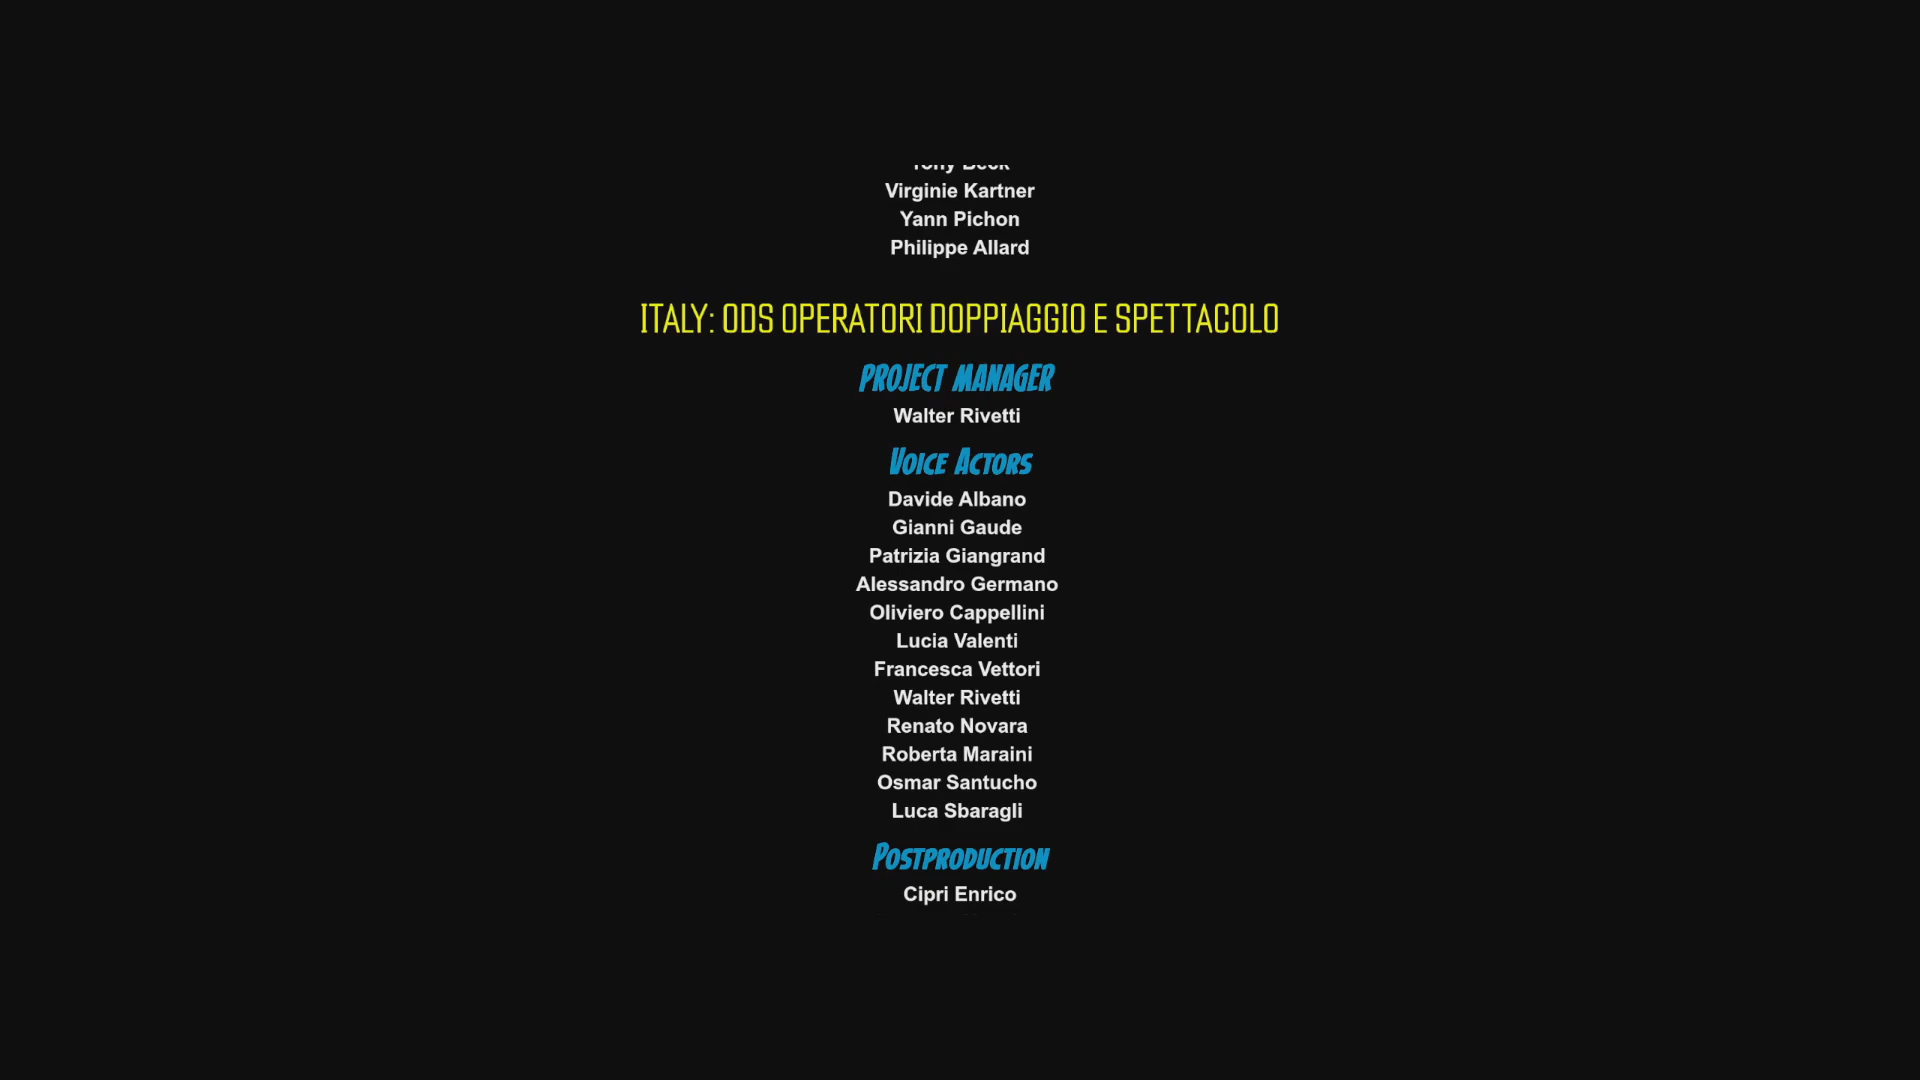 Tony Beck
Virginie Kartner
Yann Pichon
Philippe Allard
ITALY: ODS OPERATORI DOPPIAGGIO E SPETTACOLO
PROJECT MANAGER
Walter Rivetti
VOICE ACTORS
Davide Albano
Gianni Gaude
Patrizia Giangrand
Alessandro Germano
Oliviero Cappellini
Lucia Valenti
Francesca Vettori
Walter Rivetti
Renato Novara
Roberta Maraini
Osmar Santucho
Luca Sbaragli
POSTPRODUCTION
Cipri Enrico